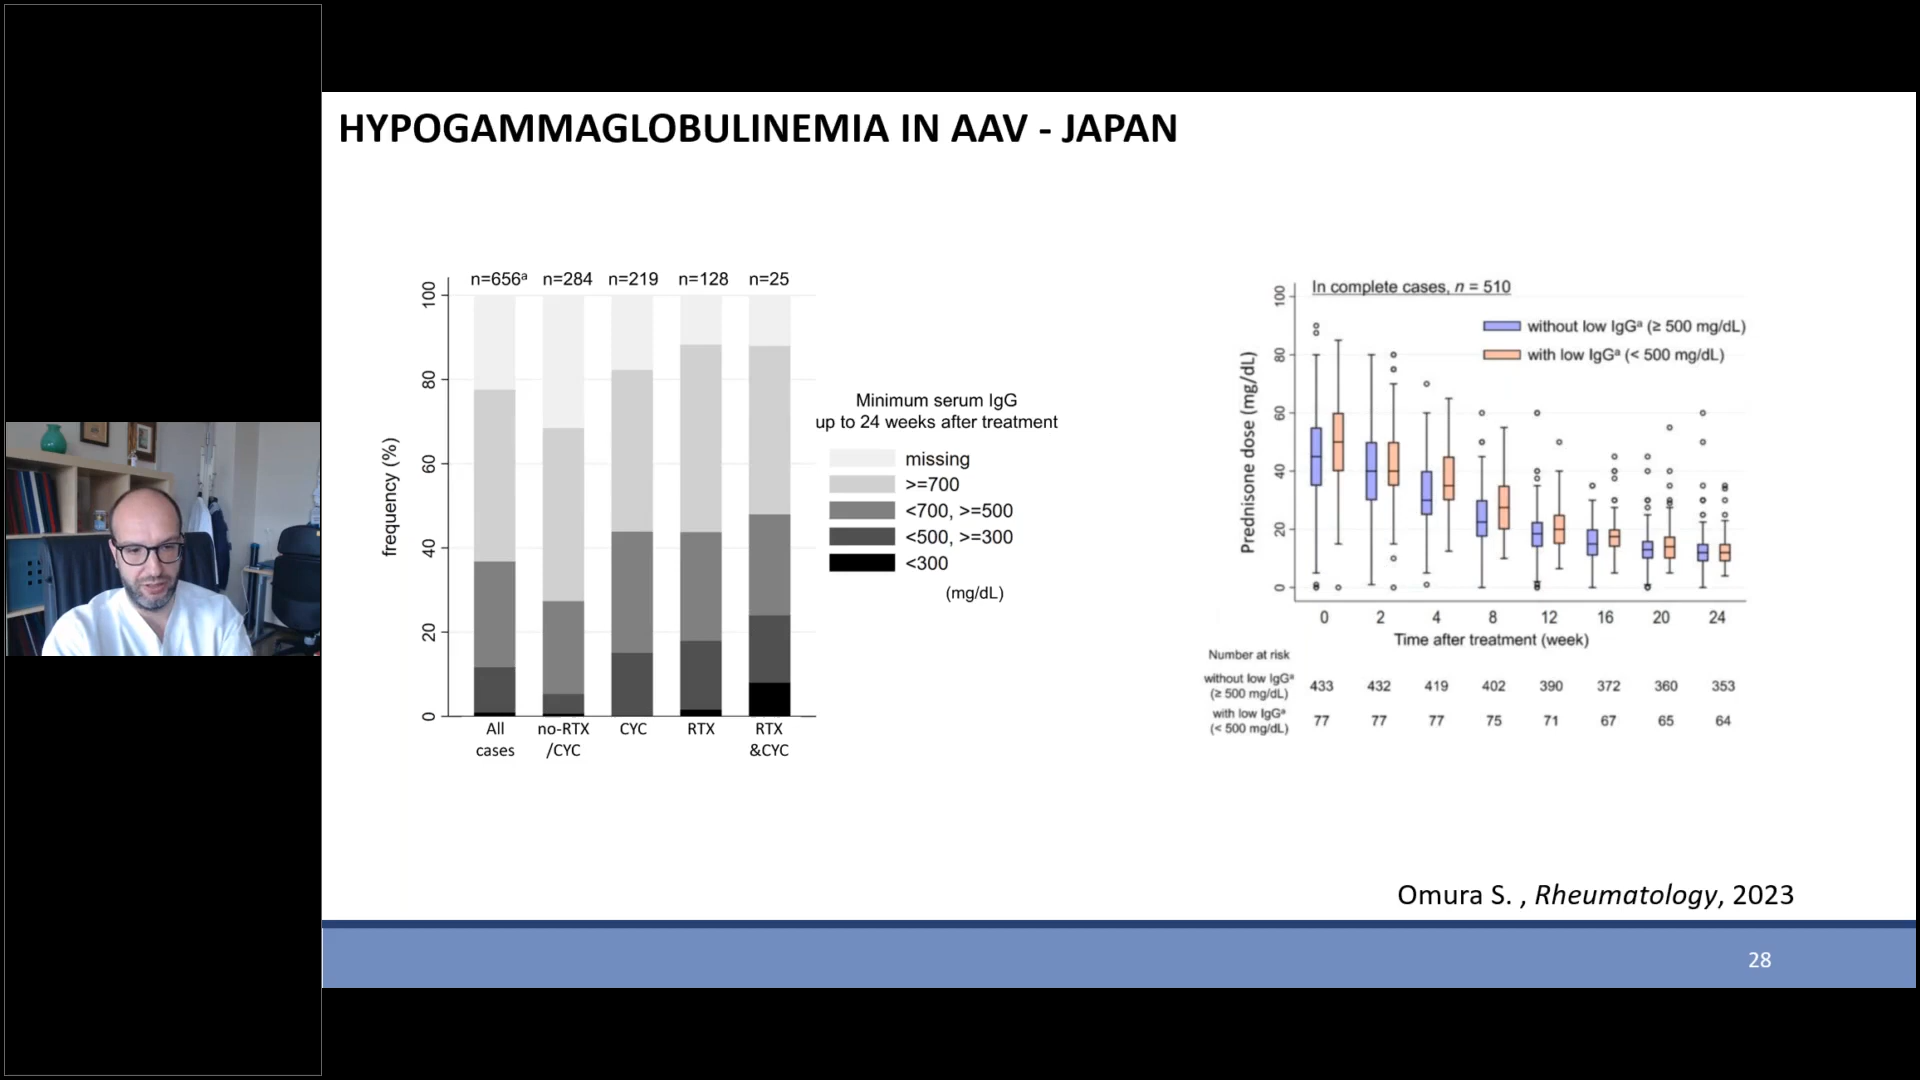 HYPOGAMMAGLOBULINEMIA IN AAV - JAPAN
n=656ᵃ n=284 n=219 n=128 n=25
100
80
60
40
20
0
frequency (%)
All cases
no-RTX /CYC
CYC
RTX
RTX &CYC
Minimum serum IgG
up to 24 weeks after treatment
missing
>=700
<700, >=500
<500, >=300
<300
(mg/dL)
In complete cases, n = 510
without low IgGᵃ (≥ 500 mg/dL)
with low IgGᵃ (< 500 mg/dL)
100
80
60
40
20
0
Prednisone dose (mg/dL)
0 2 4 8 12 16 20 24
Time after treatment (week)
Number at risk
without low IgGᵃ
(≥ 500 mg/dL)
433 432 419 402 390 372 360 353
with low IgGᵃ
(< 500 mg/dL)
77 77 77 75 71 67 65 64
Omura S. , Rheumatology, 2023
28